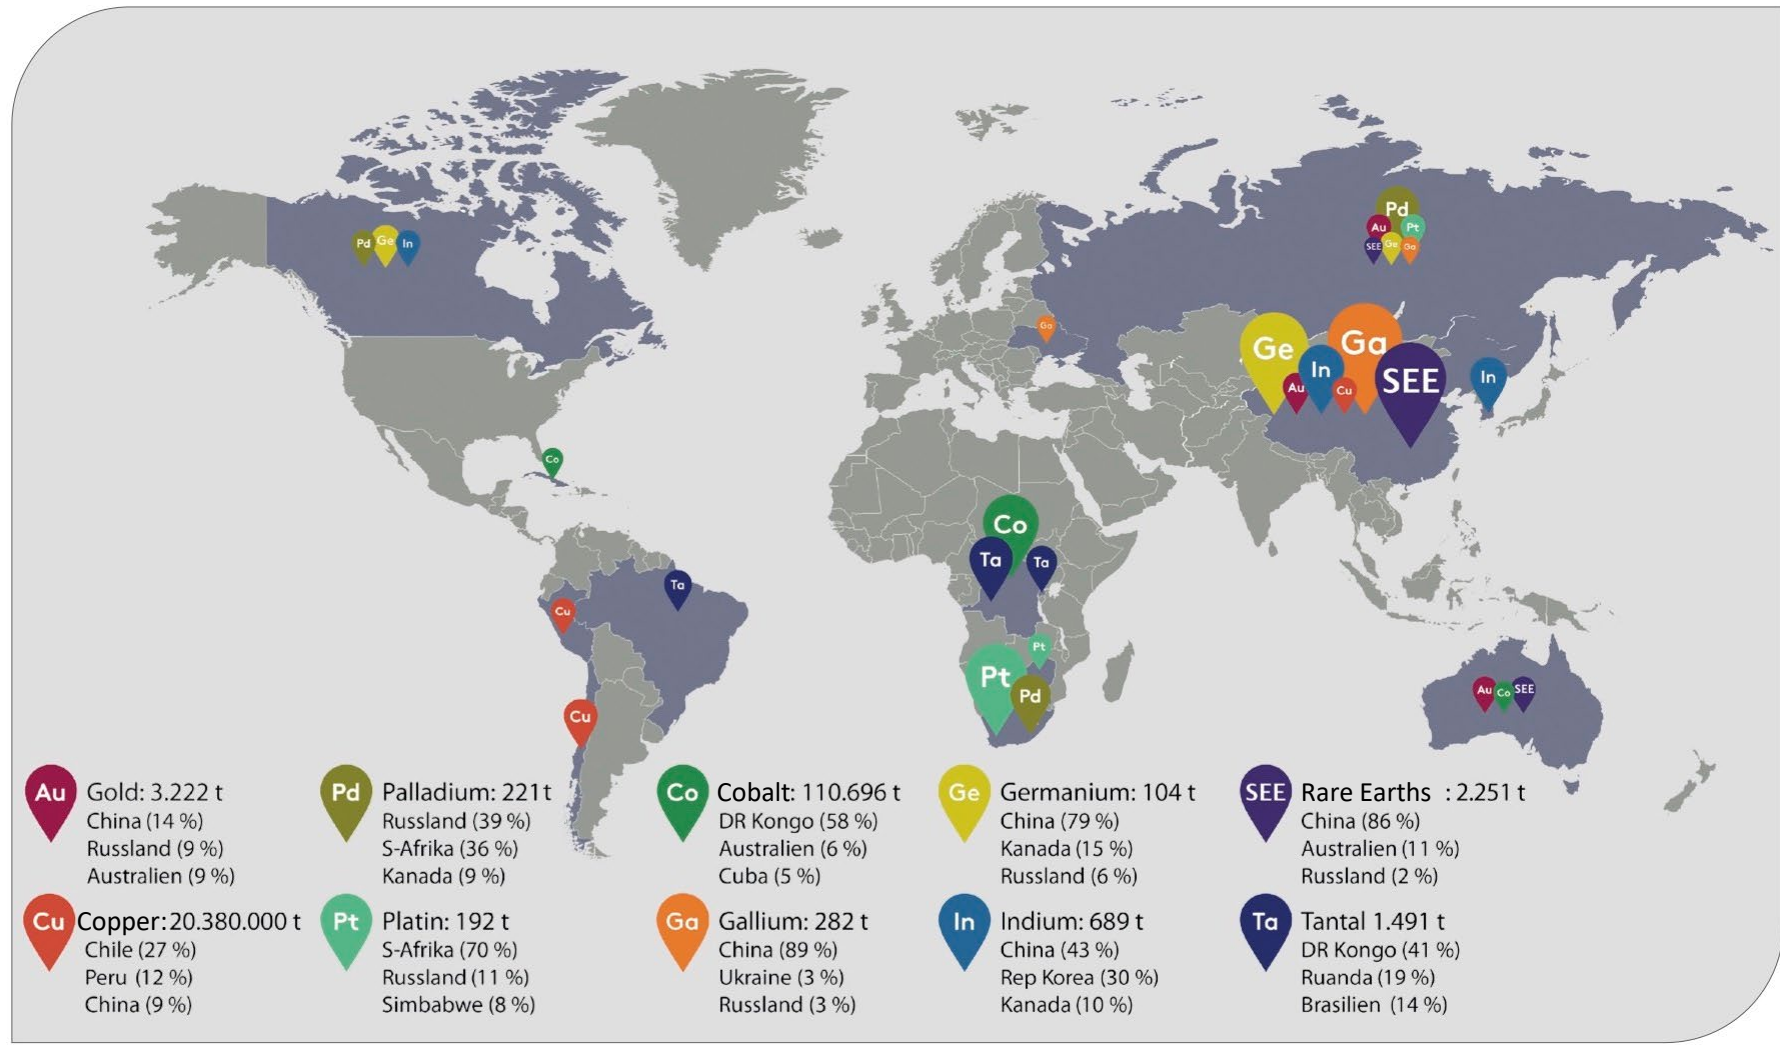 Pd
Ge
In
Pd
Au
Pt
SEE
Ge
Ga
Ga
Ge
Ga
In
SEE
In
Au
Cu
Co
Co
Ta
Ta
Ta
Cu
Pt
Pt
Pd
Au
Co
SEE
Cu
Au
Gold: 3.222 t
China (14 %)
Russland (9 %)
Australien (9 %)
Pd
Palladium: 221 t
Russland (39 %)
S-Afrika (36 %)
Kanada (9 %)
Co
Cobalt: 110.696 t
DR Kongo (58 %)
Australien (6 %)
Cuba (5 %)
Ge
Germanium: 104 t
China (79 %)
Kanada (15 %)
Russland (6 %)
SEE
Rare Earths : 2.251 t
China (86 %)
Australien (11 %)
Russland (2 %)
Cu
Copper: 20.380.000 t
Chile (27 %)
Peru (12 %)
China (9 %)
Pt
Platin: 192 t
S-Afrika (70 %)
Russland (11 %)
Simbabwe (8 %)
Ga
Gallium: 282 t
China (89 %)
Ukraine (3 %)
Russland (3 %)
In
Indium: 689 t
China (43 %)
Rep Korea (30 %)
Kanada (10 %)
Ta
Tantal 1.491 t
DR Kongo (41 %)
Ruanda (19 %)
Brasilien (14 %)